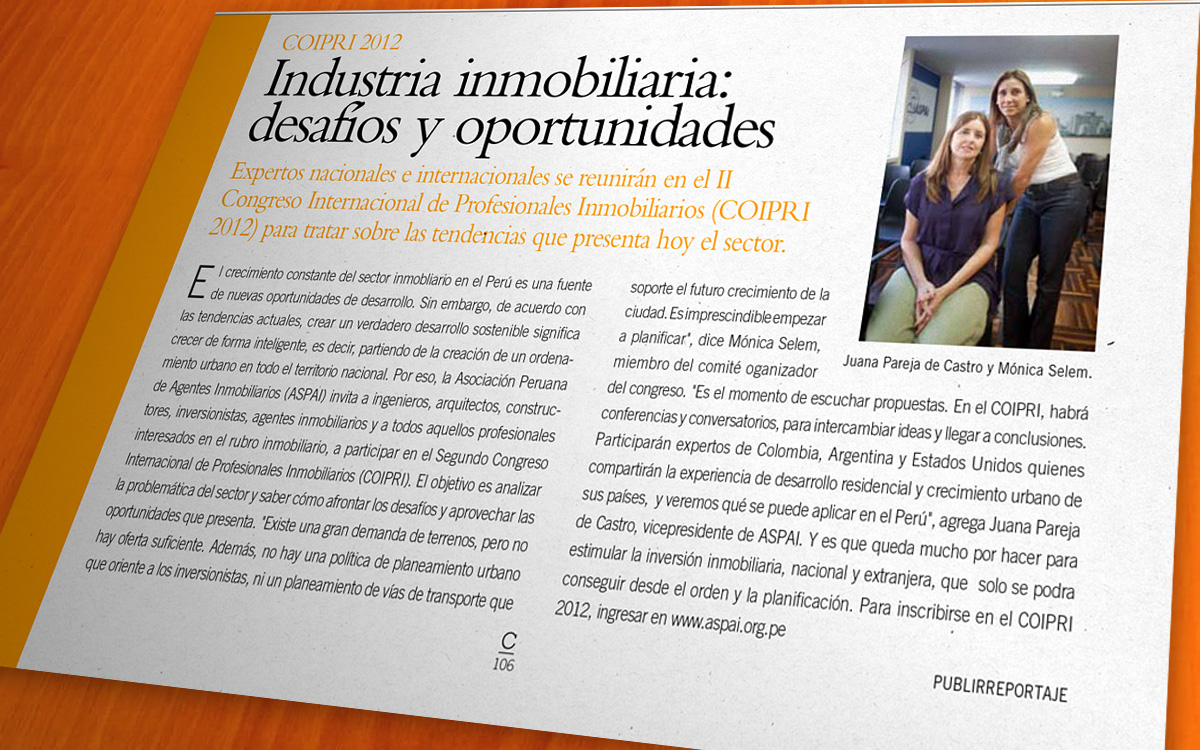 COIPRI 2012
Industria inmobiliaria:
desafíos y oportunidades
Expertos nacionales e internacionales se reunirán en el II
Congreso Internacional de Profesionales Inmobiliarios (COIPRI
2012) para tratar sobre las tendencias que presenta hoy el sector.
El crecimiento constante del sector inmobliario en el Perú es una fuente
de nuevas oportunidades de desarrollo. Sin embargo, de acuerdo con
las tendencias actuales, crear un verdadero desarrollo sostenible significa
crecer de forma inteligente, es decir, partiendo de la creación de un ordena-
miento urbano en todo el territorio nacional. Por eso, la Asociación Peruana
de Agentes Inmobiliarios (ASPAI) invita a ingenieros, arquitectos, construc-
tores, inversionistas, agentes inmobiliarios y a todos aquellos profesionales
interesados en el rubro inmobiliario, a participar en el Segundo Congreso
Internacional de Profesionales Inmobiliarios (COIPRI). El objetivo es analizar
la problemática del sector y saber cómo afrontar los desafíos y aprovechar las
oportunidades que presenta. "Existe una gran demanda de terrenos, pero no
hay oferta suficiente. Además, no hay una política de planeamiento urbano
que oriente a los inversionistas, ni un planeamiento de vías de transporte que
soporte el futuro crecimiento de la
ciudad. Es imprescindible empezar
a planificar", dice Mónica Selem,
miembro del comité oganizador
del congreso. "Es el momento de escuchar propuestas. En el COIPRI, habrá
conferencias y conversatorios, para intercambiar ideas y llegar a conclusiones.
Participarán expertos de Colombia, Argentina y Estados Unidos quienes
compartirán la experiencia de desarrollo residencial y crecimiento urbano de
sus países, y veremos qué se puede aplicar en el Perú", agrega Juana Pareja
de Castro, vicepresidente de ASPAI. Y es que queda mucho por hacer para
estimular la inversión inmobiliaria, nacional y extranjera, que solo se podra
conseguir desde el orden y la planificación. Para inscribirse en el COIPRI
2012, ingresar en www.aspai.org.pe
ASPAI
Juana Pareja de Castro y Mónica Selem.
C
106
PUBLIRREPORTAJE